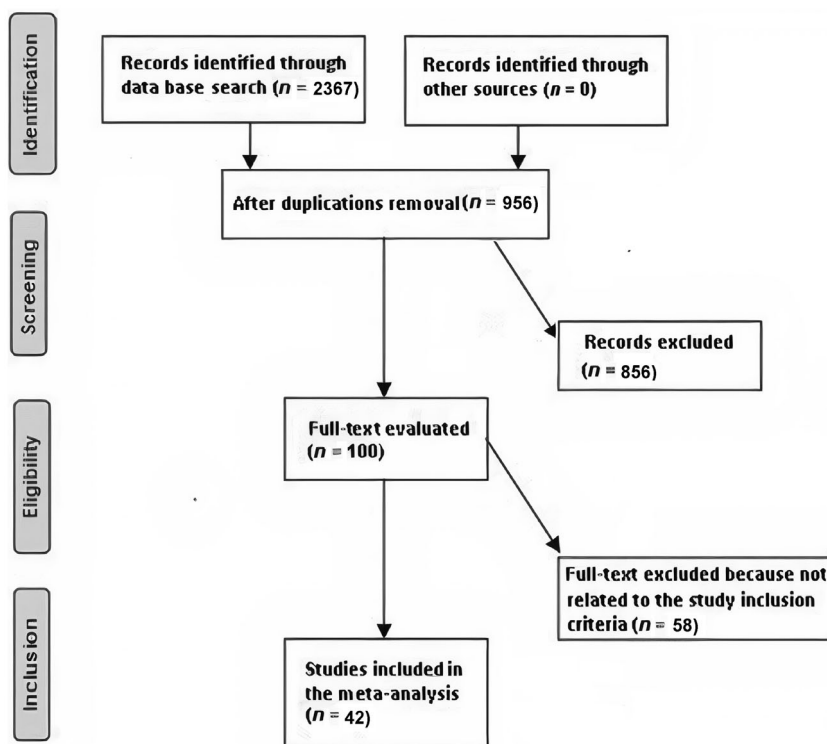 Identification
Records identified through
data base search (n = 2367)
Records identified through
other sources (n = 0)
After duplications removal (n = 956)
Screening
Records excluded
(n = 856)
Eligibility
Full-text evaluated
(n = 100)
Full-text excluded because not
related to the study inclusion
criteria (n = 58)
Inclusion
Studies included in
the meta-analysis
(n = 42)